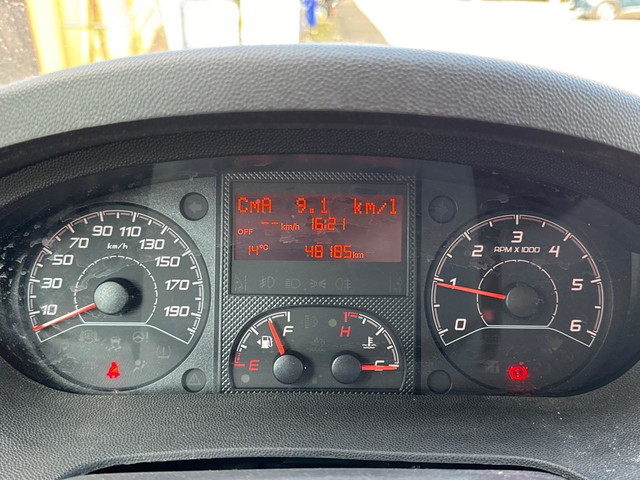 90 110
70 130
50 km/h 150
30 170
10 190
CmA 9.1 km/l
-- km/h 16:21
OFF
14°C 48185km
F H
E C
3
2 4
RPM X 1000
1 5
0 6